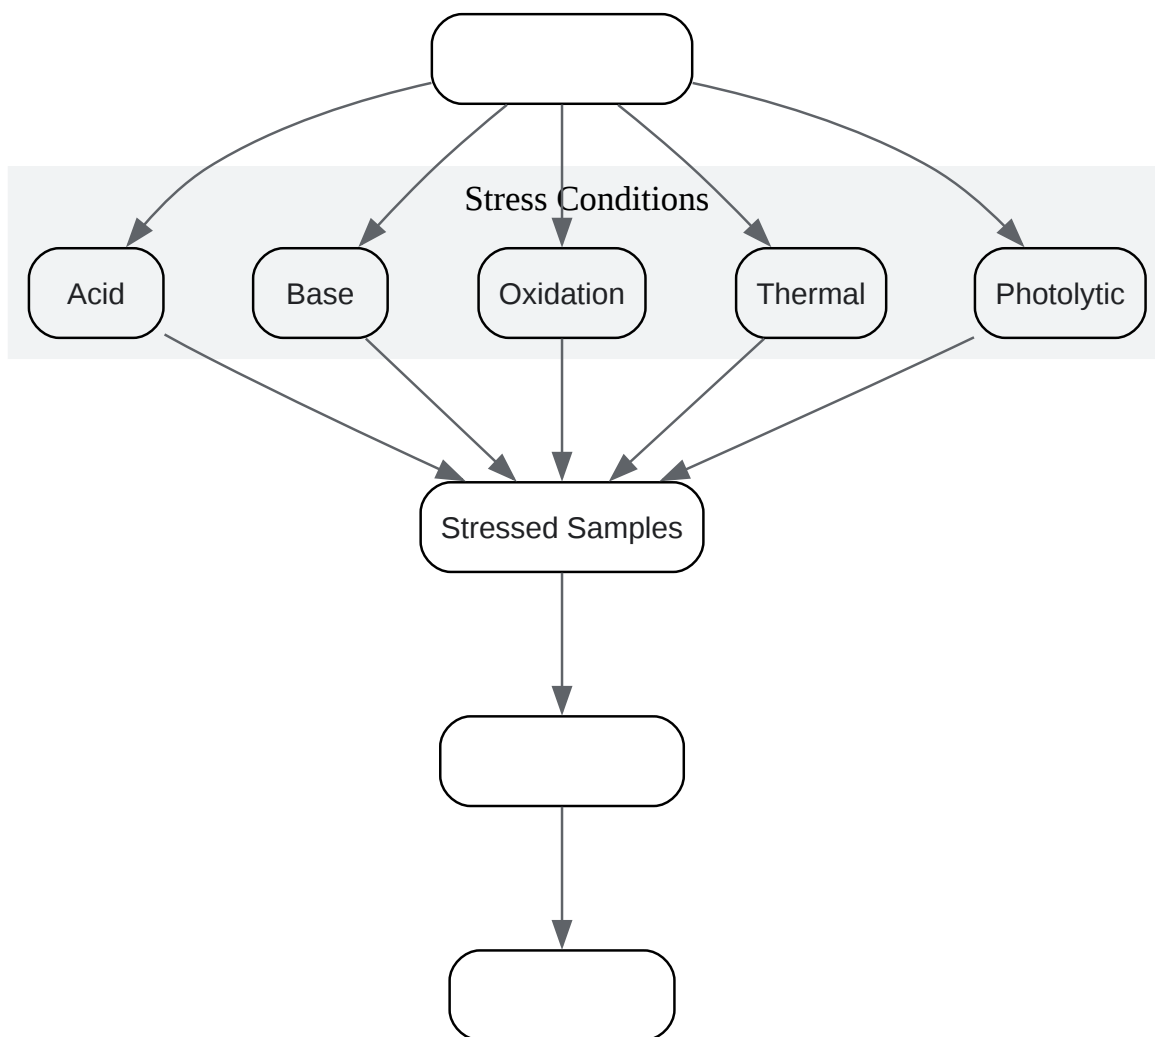 Stress Conditions
Acid
Base
Oxidation
Thermal
Photolytic
Stressed Samples